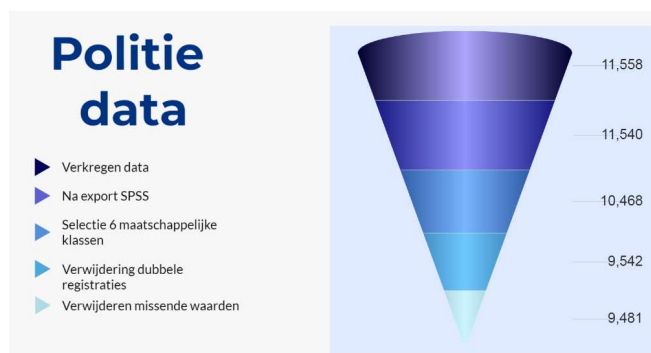 Politie
data
Verkregen data
Na export SPSS
Selectie 6 maatschappelijke
klassen
Verwijdering dubbele
registraties
Verwijderen missende waarden
11,558
11,540
10,468
9,542
9,481